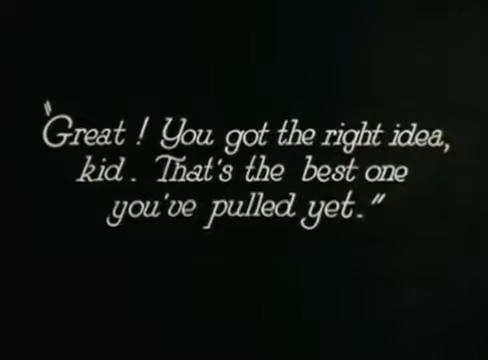 "Great! You got the right idea,
kid. That's the best one
you've pulled yet."